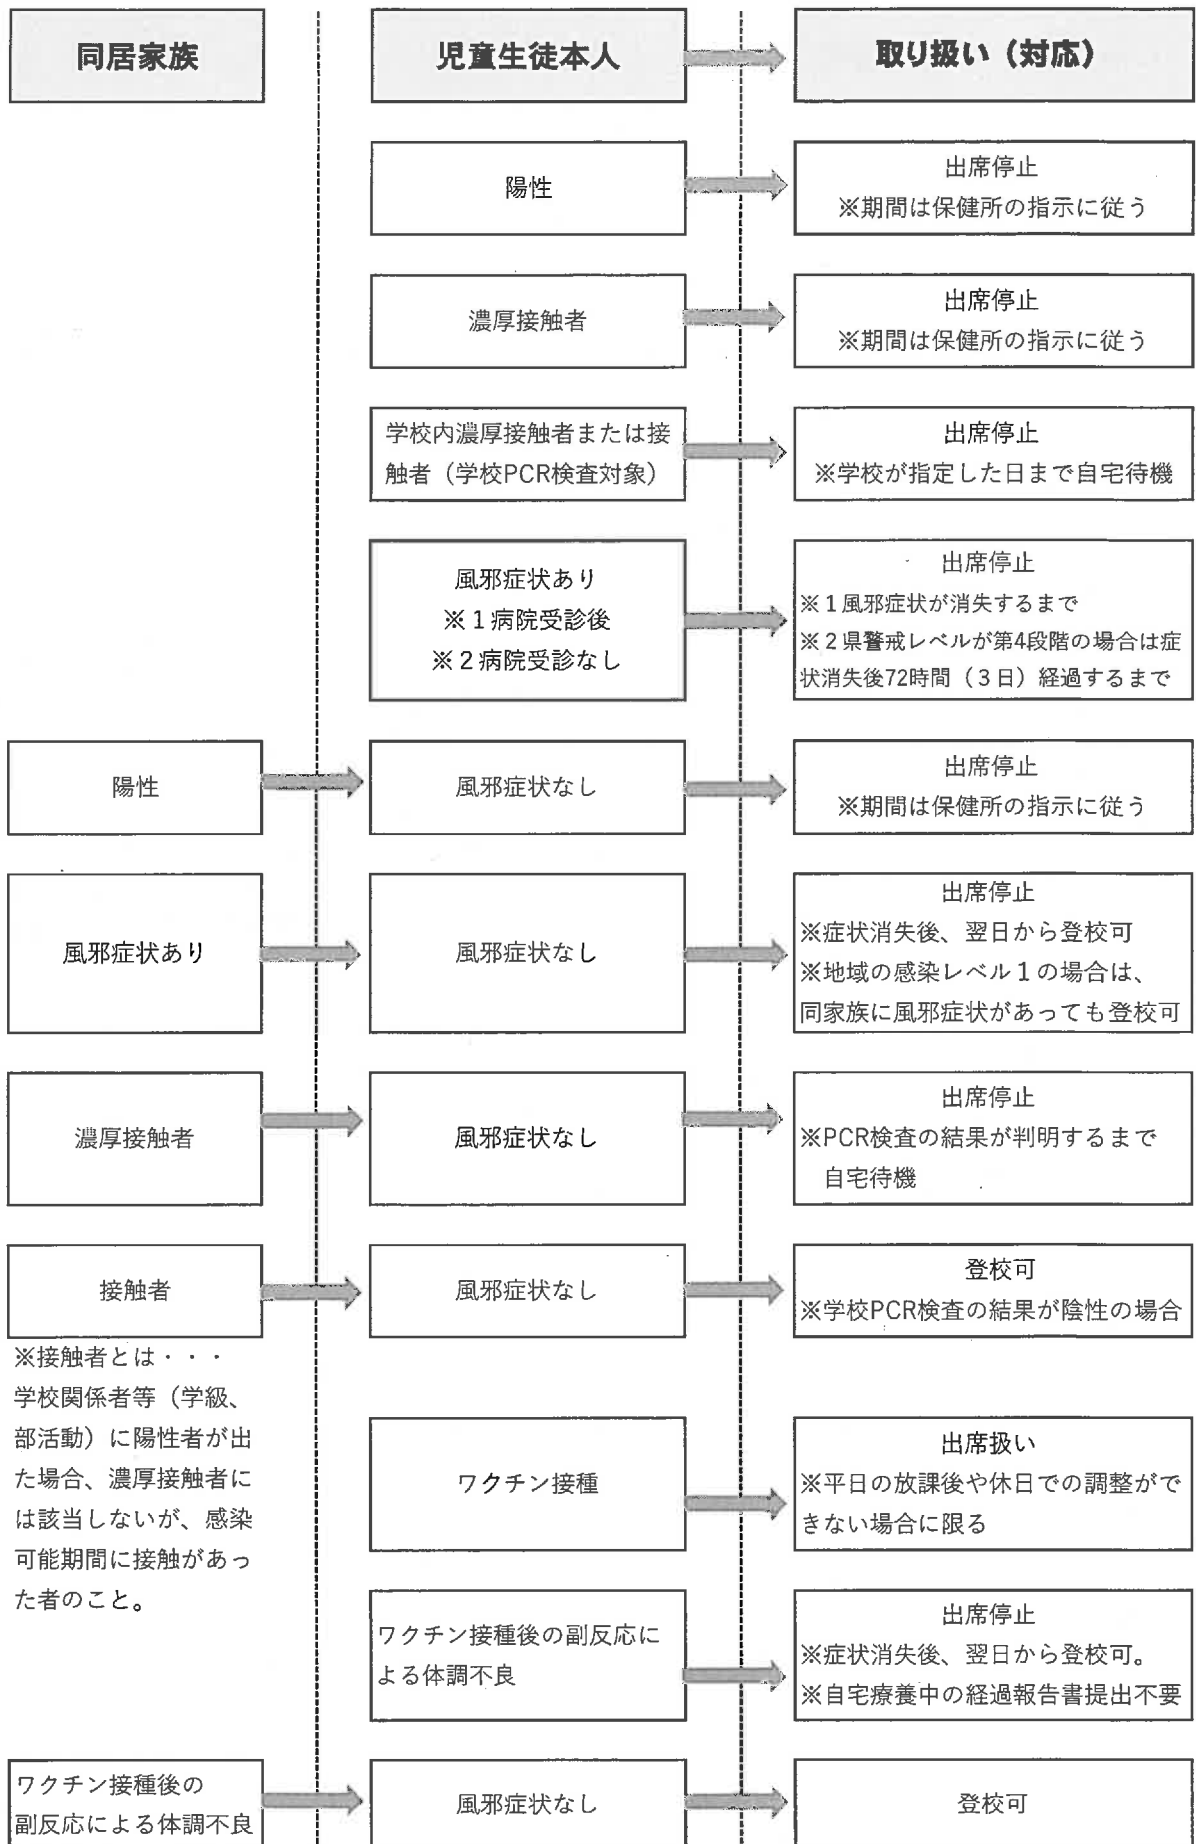 同居家族
児童生徒本人
取り扱い（対応）
陽性
出席停止
※期間は保健所の指示に従う
濃厚接触者
出席停止
※期間は保健所の指示に従う
学校内濃厚接触者または接
触者（学校PCR検査対象）
出席停止
※学校が指定した日まで自宅待機
風邪症状あり
※１病院受診後
※２病院受診なし
出席停止
※１風邪症状が消失するまで
※２県警戒レベルが第4段階の場合は症
状消失後72時間（３日）経過するまで
陽性
風邪症状なし
出席停止
※期間は保健所の指示に従う
風邪症状あり
風邪症状なし
出席停止
※症状消失後、翌日から登校可
※地域の感染レベル１の場合は、
同家族に風邪症状があっても登校可
濃厚接触者
風邪症状なし
出席停止
※PCR検査の結果が判明するまで
自宅待機
接触者
風邪症状なし
登校可
※学校PCR検査の結果が陰性の場合
※接触者とは・・・
学校関係者等（学級、
部活動）に陽性者が出
た場合、濃厚接触者に
は該当しないが、感染
可能期間に接触があっ
た者のこと。
ワクチン接種
出席扱い
※平日の放課後や休日での調整がで
きない場合に限る
ワクチン接種後の副反応に
よる体調不良
出席停止
※症状消失後、翌日から登校可。
※自宅療養中の経過報告書提出不要
ワクチン接種後の
副反応による体調不良
風邪症状なし
登校可